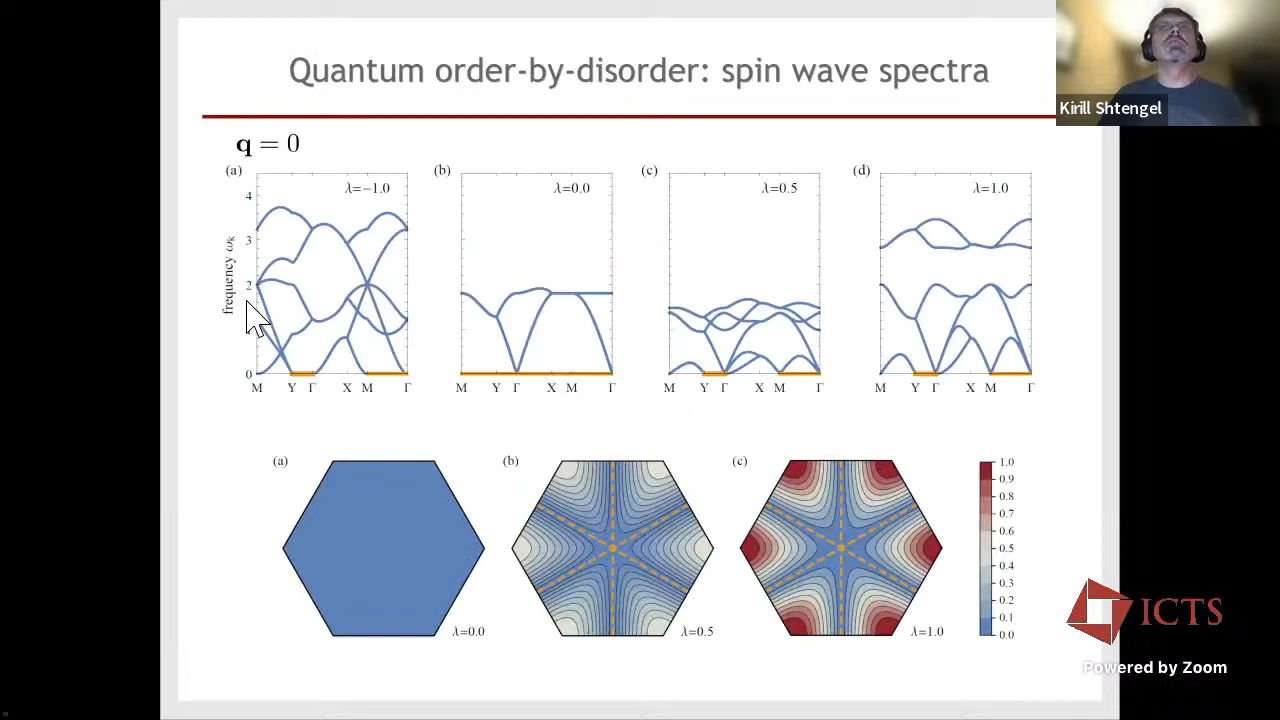 Quantum order-by-disorder: spin wave spectra
Kirill Shtengel
q = 0
(a) λ=−1.0
(b) λ=0.0
(c) λ=0.5
(d) λ=1.0
frequency ωk
4
3
2
0
M Y Γ X M Γ
M Y Γ X M Γ
M Y Γ X M Γ
M Y Γ X M Γ
(a) λ=0.0
(b) λ=0.5
(c) λ=1.0
1.0
0.9
0.8
0.7
0.6
0.5
0.4
0.3
0.2
0.1
0.0
ICTS
Powered by Zoom